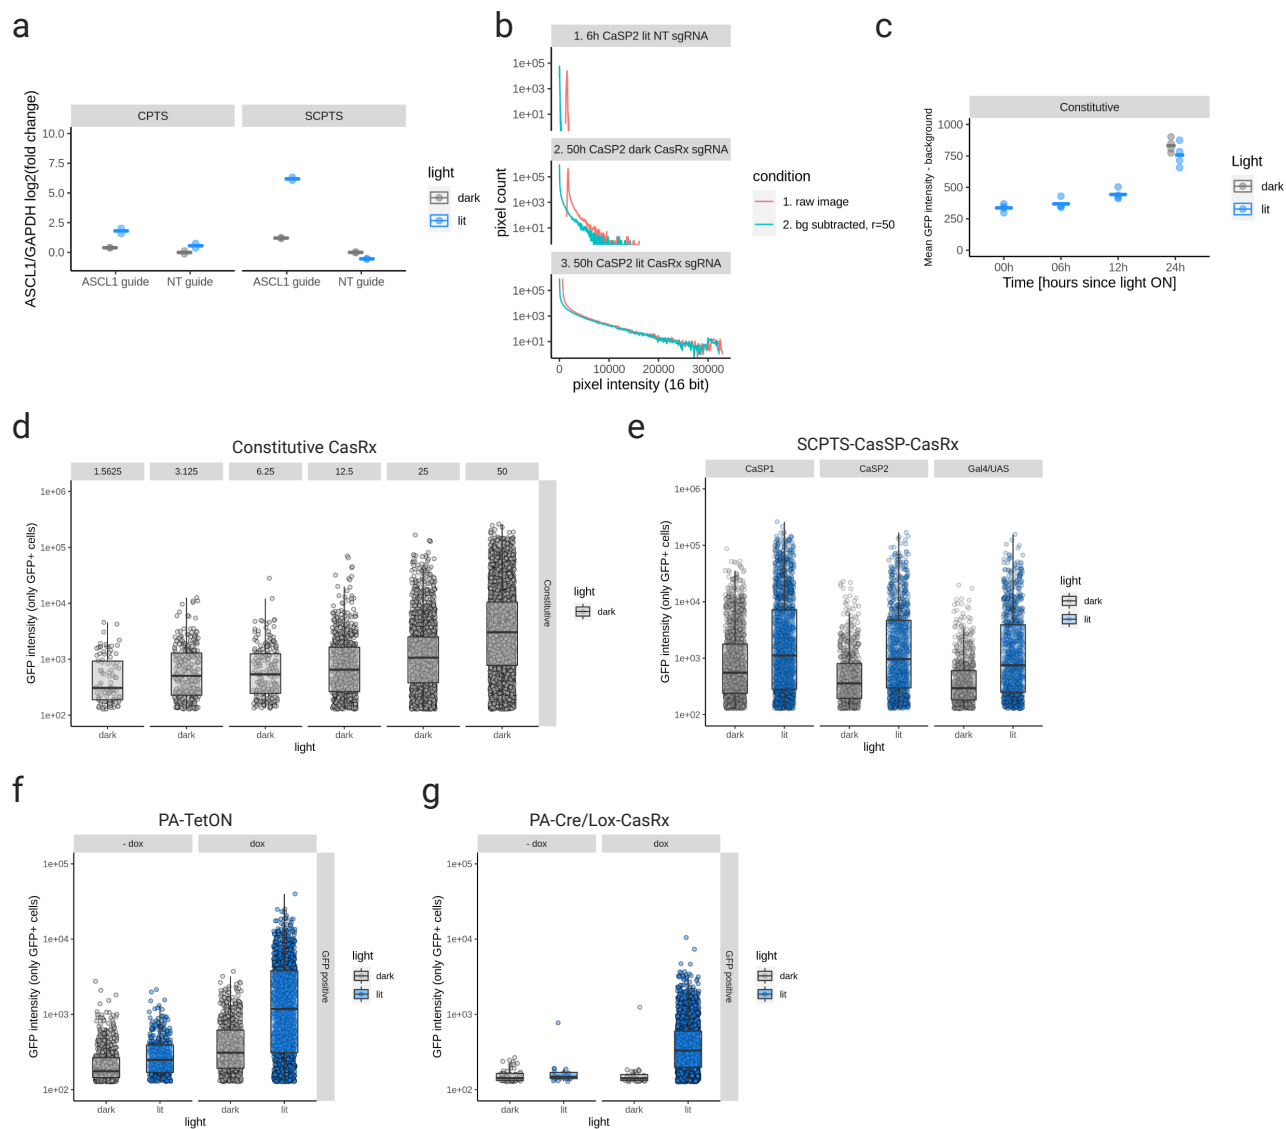 a
ASCL1/GAPDH log2(fold change)
CPTS
SCPTS
10.0
7.5
5.0
2.5
0.0
ASCL1 guide
NT guide
ASCL1 guide
NT guide
light
dark
lit
b
pixel count
1. 6h CaSP2 lit NT sgRNA
1e+05
1e+03
1e+01
2. 50h CaSP2 dark CasRx sgRNA
1e+05
1e+03
1e+01
3. 50h CaSP2 lit CasRx sgRNA
1e+05
1e+03
1e+01
0
10000
20000
30000
pixel intensity (16 bit)
condition
1. raw image
2. bg subtracted, r=50
c
Mean GFP intensity - background
Constitutive
1000
750
500
250
0
00h
06h
12h
24h
Time [hours since light ON]
Light
dark
lit
d
Constitutive CasRx
GFP intensity (only GFP+ cells)
1.5625
3.125
6.25
12.5
25
50
1e+06
1e+05
1e+04
1e+03
1e+02
dark
dark
dark
dark
dark
dark
light
Constitutive
light
dark
e
SCPTS-CasSP-CasRx
GFP intensity (only GFP+ cells)
CaSP1
CaSP2
Gal4/UAS
1e+06
1e+05
1e+04
1e+03
1e+02
dark
lit
dark
lit
dark
lit
light
light
dark
lit
f
PA-TetON
GFP intensity (only GFP+ cells)
- dox
dox
1e+05
1e+04
1e+03
1e+02
dark
lit
dark
lit
light
GFP positive
light
dark
lit
g
PA-Cre/Lox-CasRx
GFP intensity (only GFP+ cells)
- dox
dox
1e+05
1e+04
1e+03
1e+02
dark
lit
dark
lit
light
GFP positive
light
dark
lit